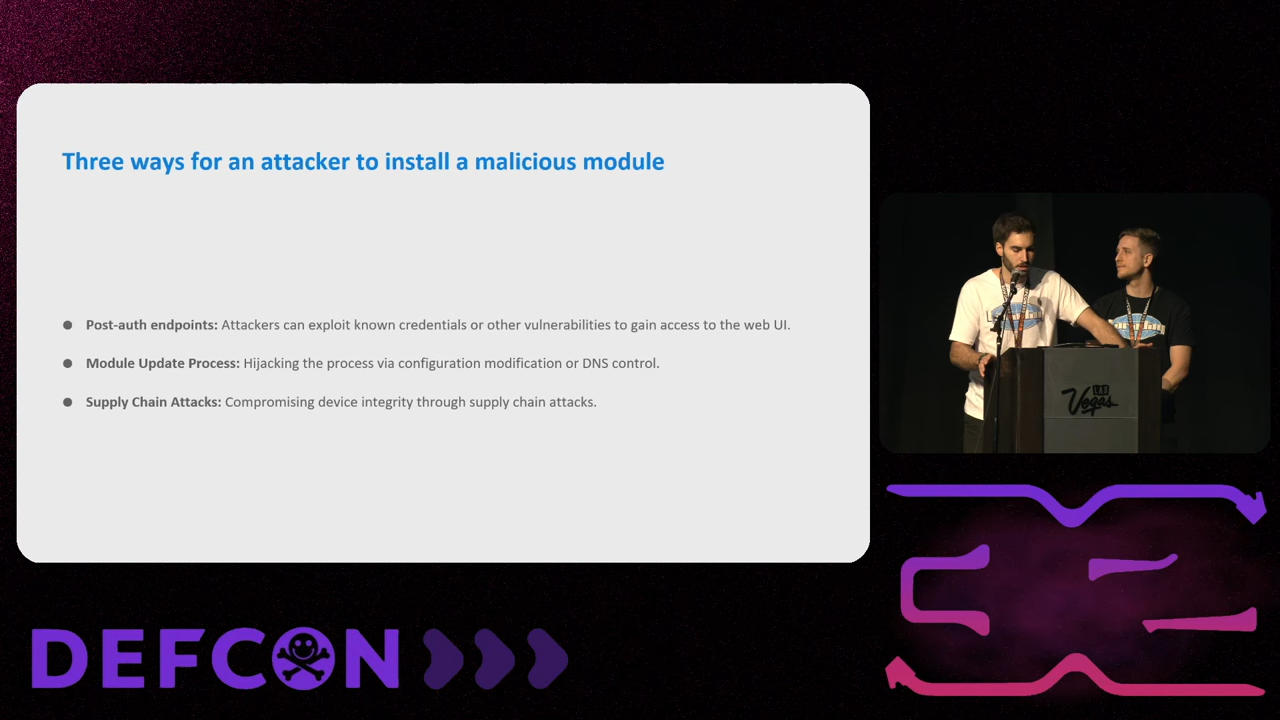 Three ways for an attacker to install a malicious module
Post-auth endpoints: Attackers can exploit known credentials or other vulnerabilities to gain access to the web UI.
Module Update Process: Hijacking the process via configuration modification or DNS control.
Supply Chain Attacks: Compromising device integrity through supply chain attacks.
LAS
Vegas
DEFCON